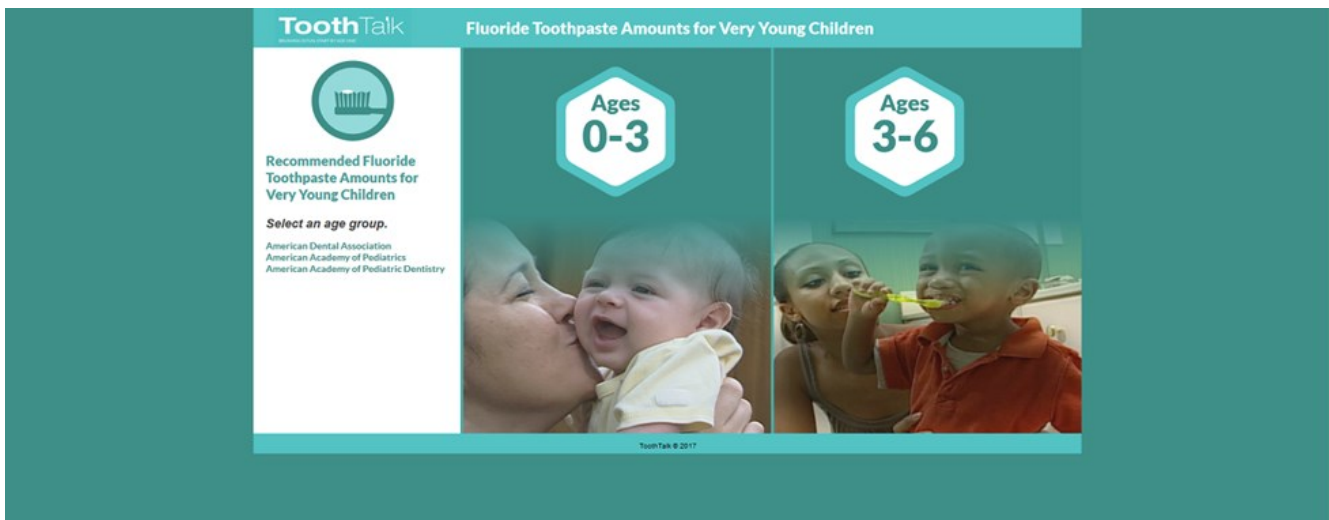 ToothTalk
Fluoride Toothpaste Amounts for Very Young Children
Recommended Fluoride
Toothpaste Amounts for
Very Young Children
Select an age group.
American Dental Association
American Academy of Pediatrics
American Academy of Pediatric Dentistry
Ages
0-3
Ages
3-6
ToothTalk © 2017